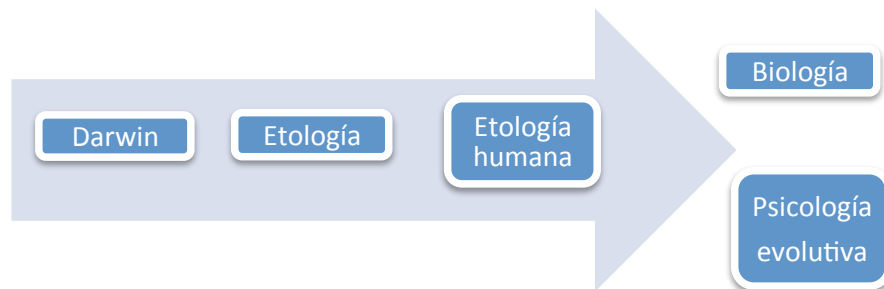 Darwin
Etología
Etología
humana
Biología
Psicología
evolutiva